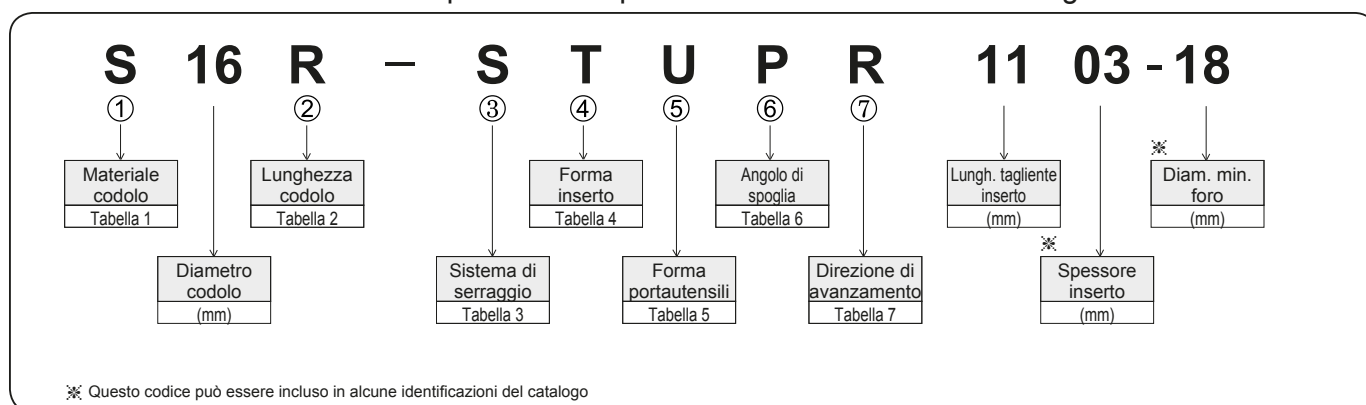 S 16 R – S T U P R 11 03 - 18
① ② ③ ④ ⑤ ⑥ ⑦
Materiale
codolo
Tabella 1
Lunghezza
codolo
Tabella 2
Forma
inserto
Tabella 4
Angolo di
spoglia
Tabella 6
Lungh. tagliente
inserto
(mm)
※
Diam. min.
foro
(mm)
Diametro
codolo
(mm)
Sistema di
serraggio
Tabella 3
Forma
portautensili
Tabella 5
Direzione di
avanzamento
Tabella 7
※
Spessore
inserto
(mm)
※ Questo codice può essere incluso in alcune identificazioni del catalogo